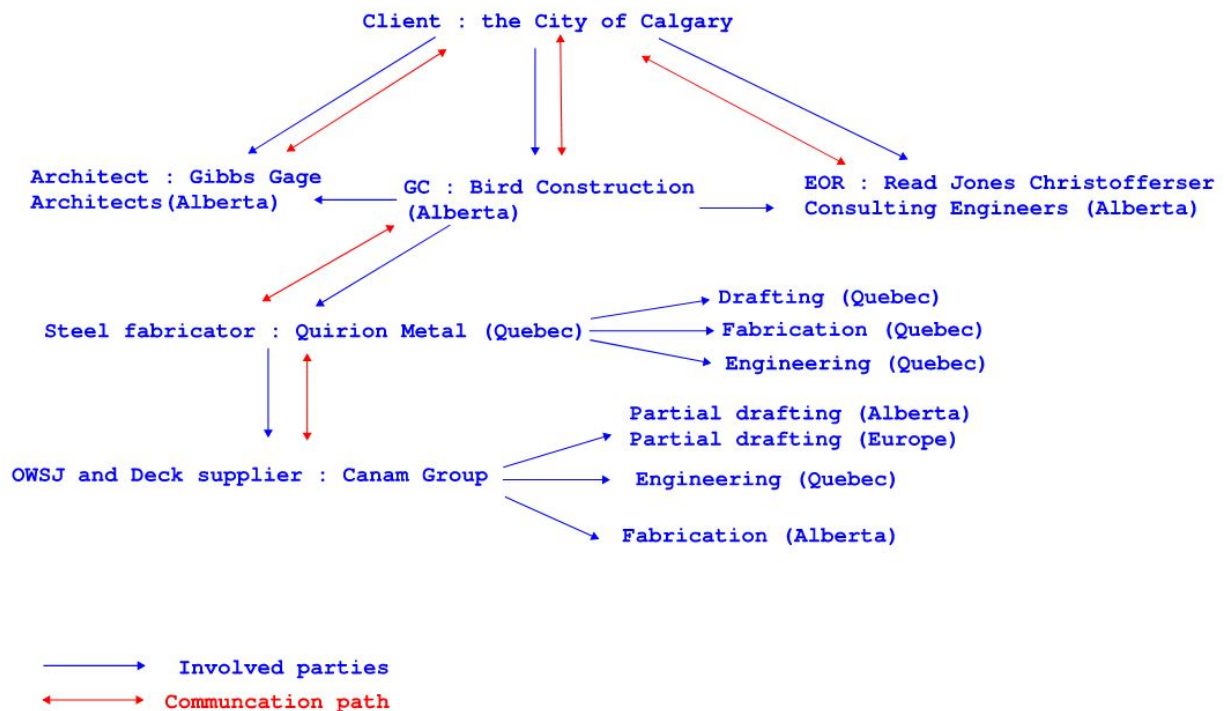 Client : the City of Calgary
Architect : Gibbs Gage
Architects(Alberta)
GC : Bird Construction
(Alberta)
EOR : Read Jones Christofferser
Consulting Engineers (Alberta)
Steel fabricator : Quirion Metal (Quebec)
Drafting (Quebec)
Fabrication (Quebec)
Engineering (Quebec)
OWSJ and Deck supplier : Canam Group
Partial drafting (Alberta)
Partial drafting (Europe)
Engineering (Quebec)
Fabrication (Alberta)
Involved parties
Communcation path